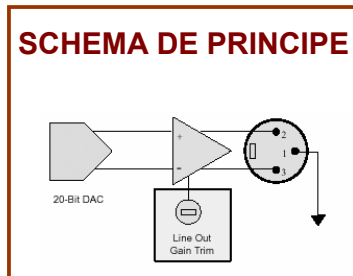 SCHEMA DE PRINCIPE
+
-
2
1
3
20-Bit DAC
Line Out
Gain Trim